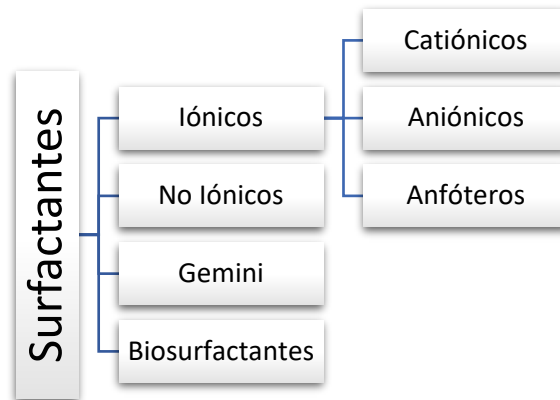 Surfactantes
Iónicos
No Iónicos
Gemini
Biosurfactantes
Catiónicos
Aniónicos
Anfóteros